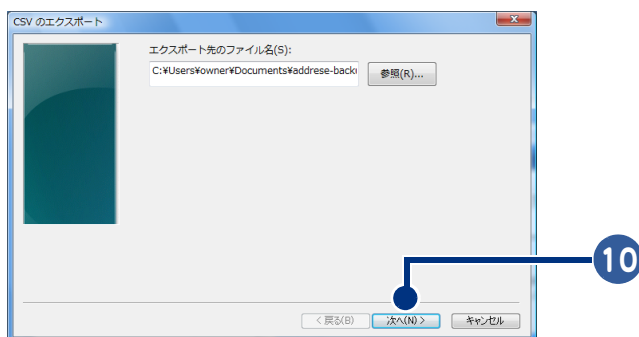 CSV のエクスポート
エクスポート先のファイル名(S):
C:¥Users¥owner¥Documents¥addrese-back
参照(R)...
10
< 戻る(B)
次へ(N) >
キャンセル